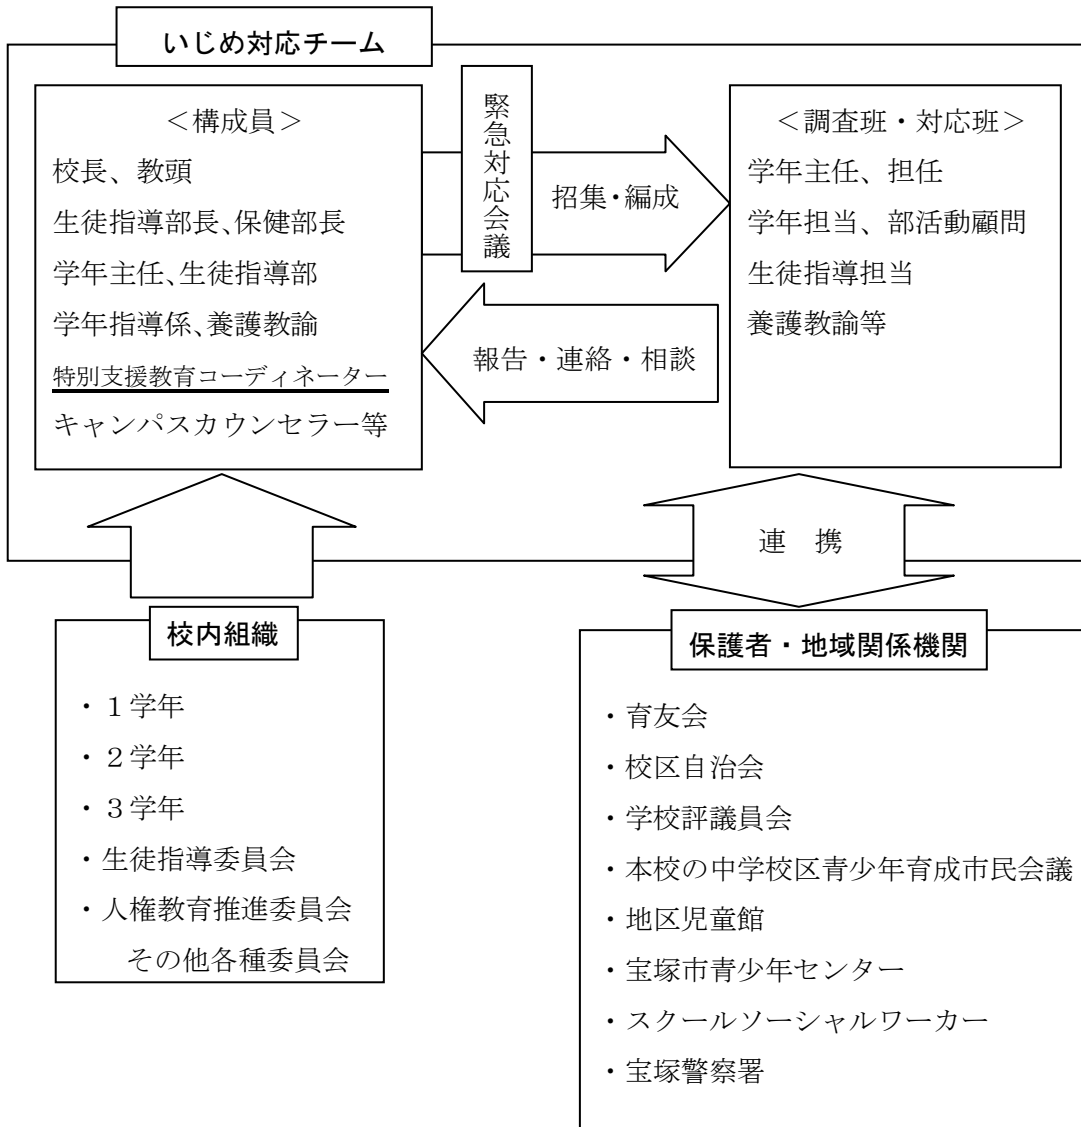 いじめ対応チーム
＜構成員＞
校長、教頭
生徒指導部長、保健部長
学年主任、生徒指導部
学年指導係、養護教諭
特別支援教育コーディネーター
キャンパスカウンセラー等
緊急対応会議
招集・編成
報告・連絡・相談
＜調査班・対応班＞
学年主任、担任
学年担当、部活動顧問
生徒指導担当
養護教諭等
連　携
校内組織
・１学年
・２学年
・３学年
・生徒指導委員会
・人権教育推進委員会
その他各種委員会
保護者・地域関係機関
・育友会
・校区自治会
・学校評議員会
・本校の中学校区青少年育成市民会議
・地区児童館
・宝塚市青少年センター
・スクールソーシャルワーカー
・宝塚警察署